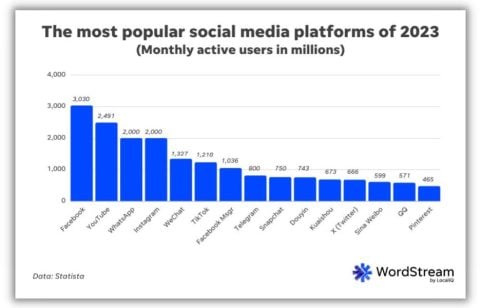 The most popular social media platforms of 2023
(Monthly active users in millions)
4,000
3,000
2,000
1,000
0
3,030
2,491
2,000
2,000
1,327
1,218
1,036
800
750
743
673
666
599
571
465
Facebook
YouTube
WhatsApp
Instagram
WeChat
TikTok
Facebook Msgr
Telegram
Snapchat
Douyin
Kuaishou
X (Twitter)
Sina Weibo
QQ
Pinterest
Data: Statista
WordStream
by LocaliQ